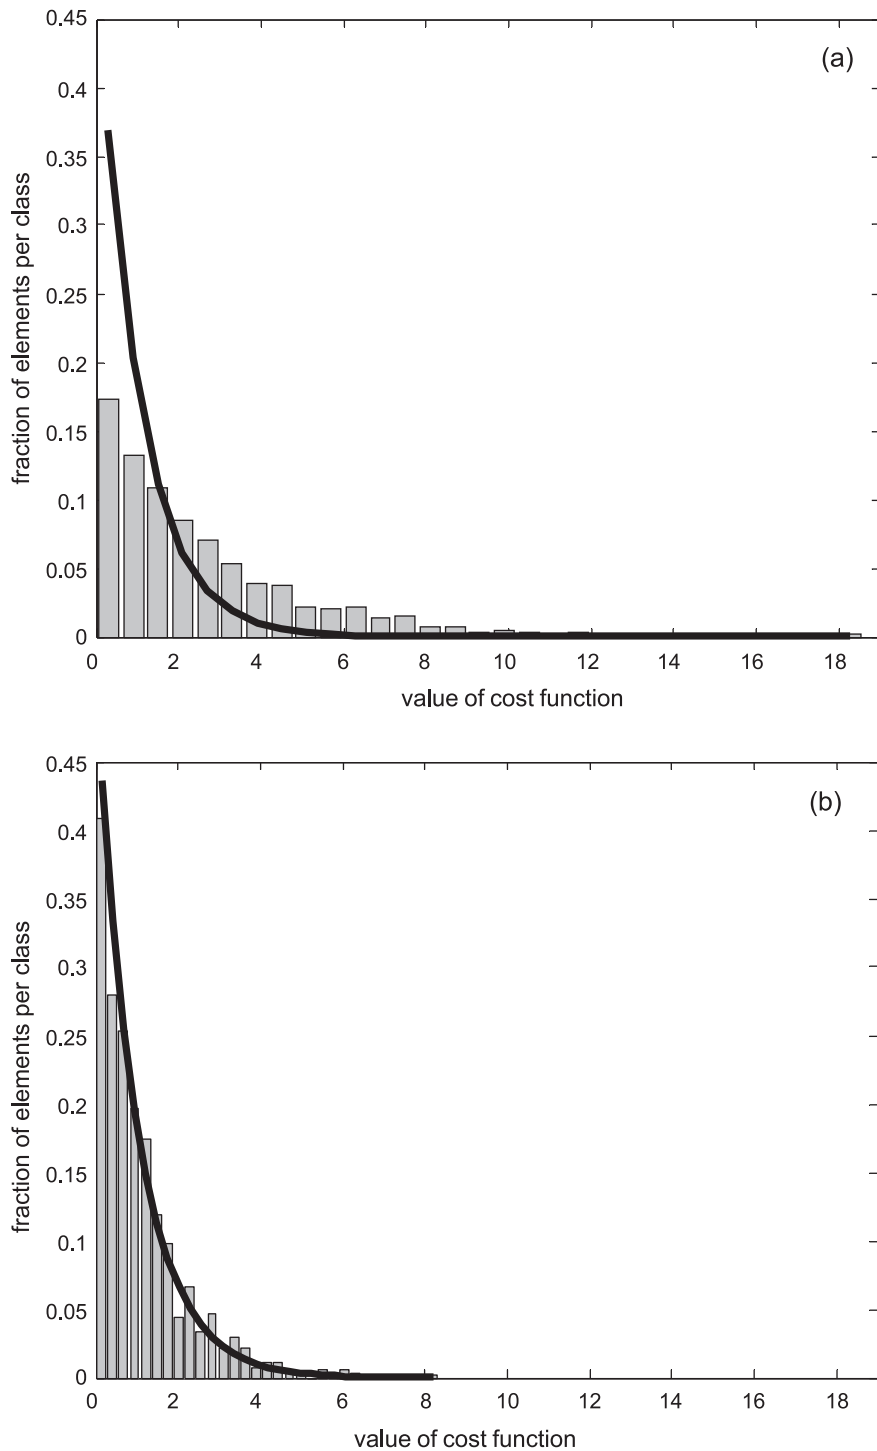 (a)
fraction of elements per class
0.45
0.4
0.35
0.3
0.25
0.2
0.15
0.1
0.05
0
0 2 4 6 8 10 12 14 16 18
value of cost function
(b)
fraction of elements per class
0.45
0.4
0.35
0.3
0.25
0.2
0.15
0.1
0.05
0
0 2 4 6 8 10 12 14 16 18
value of cost function